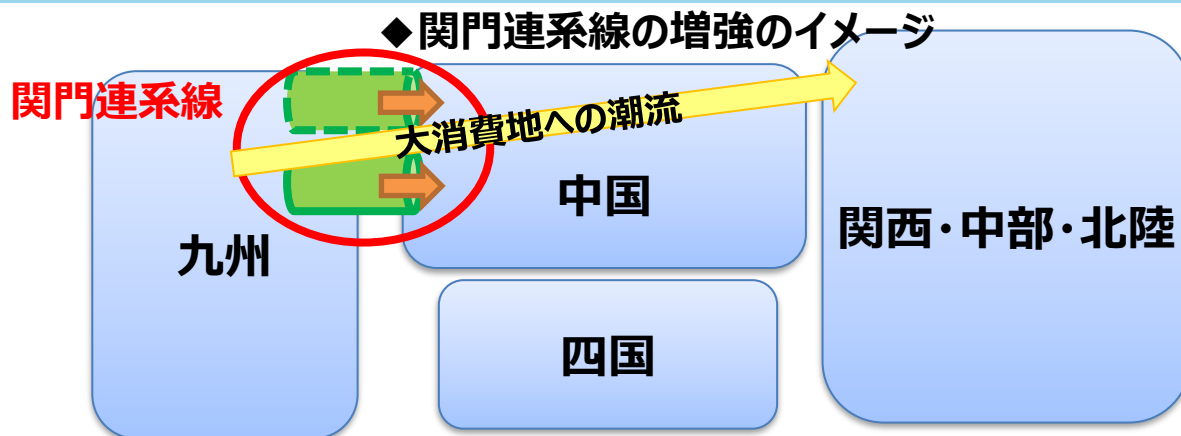 ◆関門連系線の増強のイメージ
関門連系線
大消費地への潮流
中国
関西・中部・北陸
九州
四国